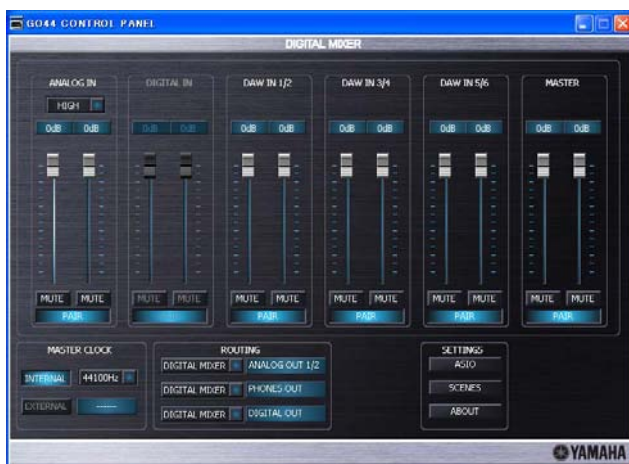 GO44 CONTROL PANEL
DIGITAL MIXER
ANALOG IN DIGITAL IN DAW IN 1/2 DAW IN 3/4 DAW IN 5/6 MASTER
HIGH
0dB 0dB 0dB 0dB 0dB 0dB 0dB 0dB 0dB 0dB 0dB 0dB
MUTE MUTE MUTE MUTE MUTE MUTE MUTE MUTE MUTE MUTE MUTE MUTE
PAIR PAIR PAIR PAIR PAIR
MASTER CLOCK
INTERNAL 44100Hz
EXTERNAL ------
ROUTING
DIGITAL MIXER ANALOG OUT 1/2
DIGITAL MIXER PHONES OUT
DIGITAL MIXER DIGITAL OUT
SETTINGS
ASIO
SCENES
ABOUT
YAMAHA